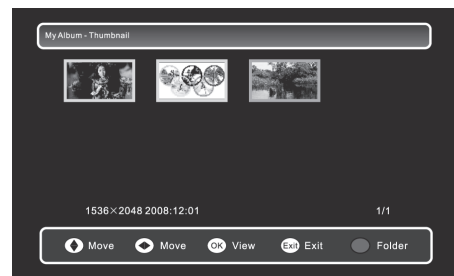 My Album - Thumbnail
1536×2048 2008:12:01 1/1
Move Move OK View Exit Exit Folder